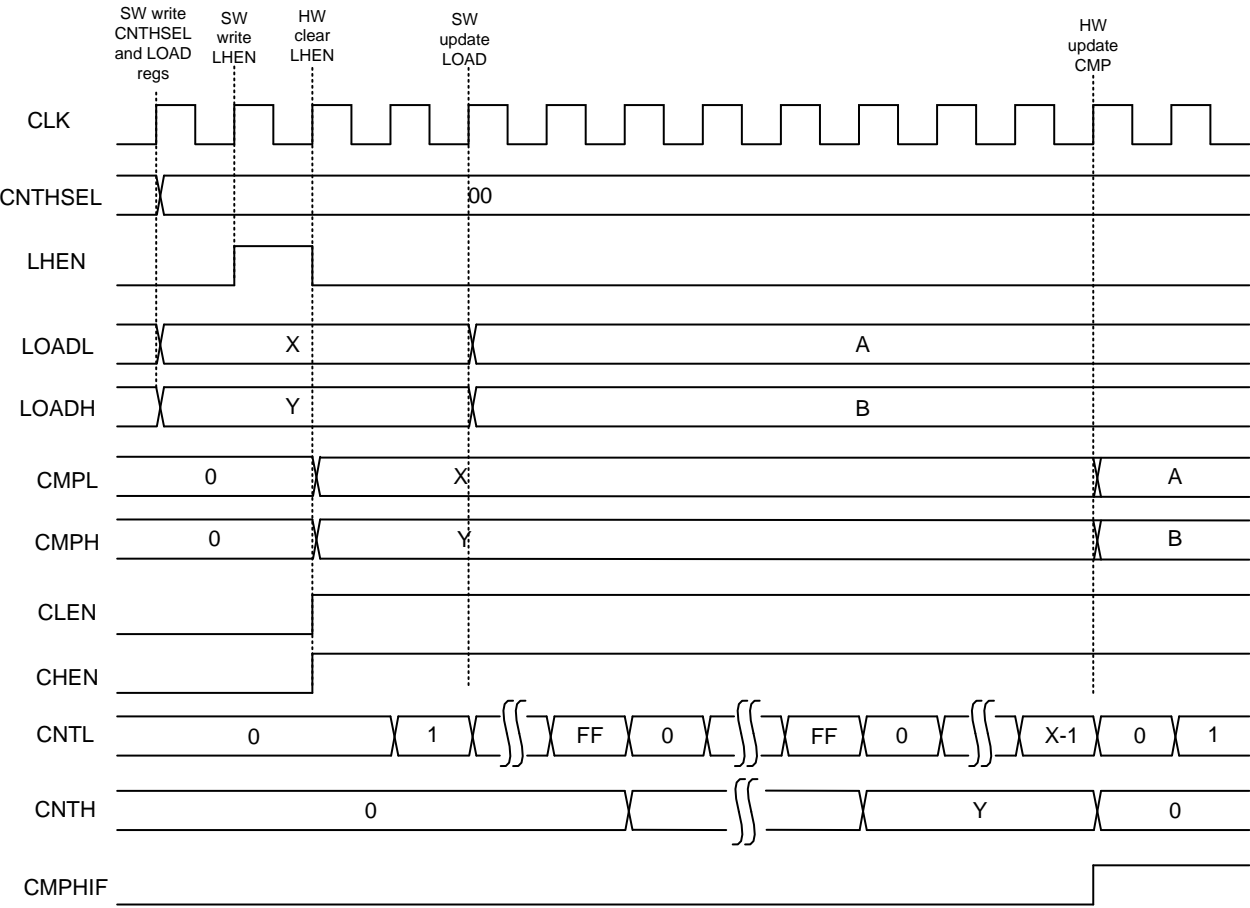 SW write
CNTHSEL
and LOAD
regs
SW
write
LHEN
HW
clear
LHEN
SW
update
LOAD
HW
update
CMP
CLK
CNTHSEL 00
LHEN
LOADL X A
LOADH Y B
CMPL 0 X A
CMPH 0 Y B
CLEN
CHEN
CNTL 0 1 FF 0 FF 0 X-1 0 1
CNTH 0 Y 0
CMPHIF